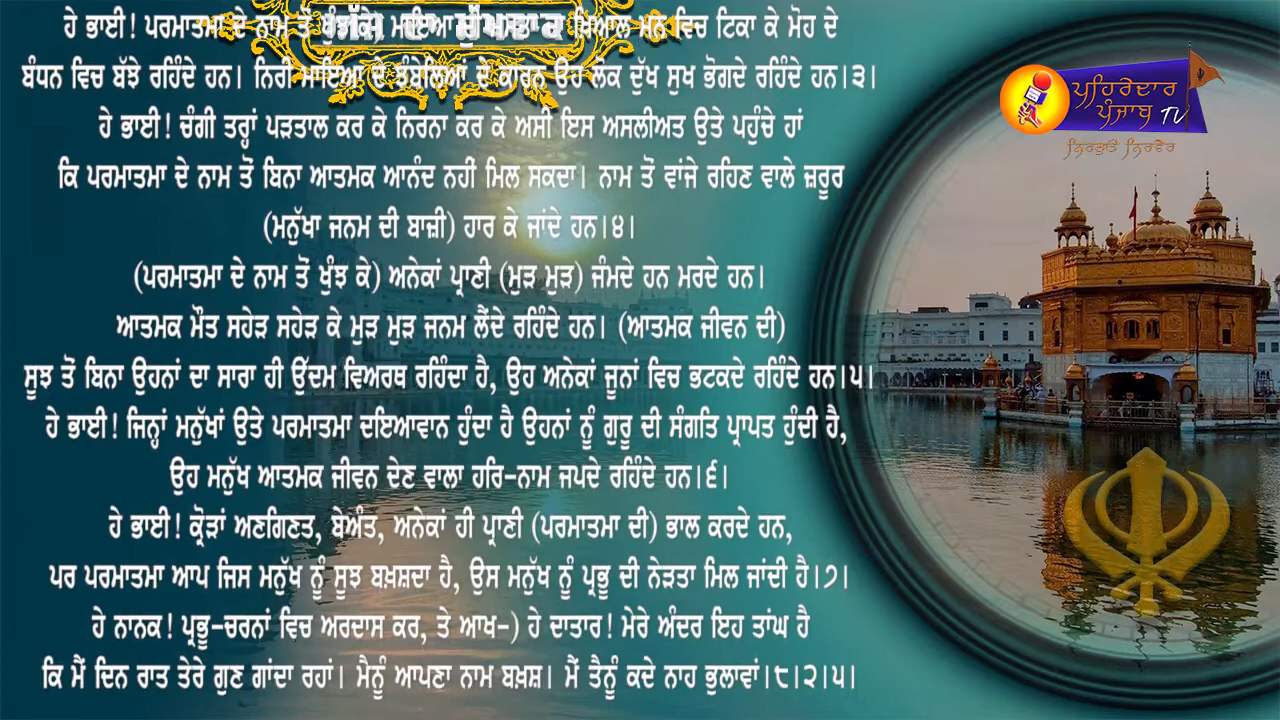 ਹੇ ਭਾਈ! ਪਰਮਾਤਮਾ ਦੇ ਨਾਮ ਤੋਂ ਖੁੰਝ ਕੇ ਖ਼ਿਆਲ ਮਨ ਵਿਚ ਟਿਕਾ ਕੇ ਮੋਹ ਦੇ
ਬੰਧਨ ਵਿਚ ਬੱਝੇ ਰਹਿੰਦੇ ਹਨ। ਨਿਰੀ ਮਾਇਆ ਦੇ ਝੰਬੇਲਿਆਂ ਦੇ ਕਾਰਨ ਉਹ ਲੋਕ ਦੁੱਖ ਸੁਖ ਭੋਗਦੇ ਰਹਿੰਦੇ ਹਨ।੩।
ਹੇ ਭਾਈ! ਚੰਗੀ ਤਰ੍ਹਾਂ ਪੜਤਾਲ ਕਰ ਕੇ ਨਿਰਨਾ ਕਰ ਕੇ ਅਸੀ ਇਸ ਅਸਲੀਅਤ ਉਤੇ ਪਹੁੰਚੇ ਹਾਂ
ਕਿ ਪਰਮਾਤਮਾ ਦੇ ਨਾਮ ਤੋਂ ਬਿਨਾ ਆਤਮਕ ਆਨੰਦ ਨਹੀਂ ਮਿਲ ਸਕਦਾ। ਨਾਮ ਤੋਂ ਵਾਂਜੇ ਰਹਿਣ ਵਾਲੇ ਜ਼ਰੂਰ
(ਮਨੁੱਖਾ ਜਨਮ ਦੀ ਬਾਜ਼ੀ) ਹਾਰ ਕੇ ਜਾਂਦੇ ਹਨ।੪।
(ਪਰਮਾਤਮਾ ਦੇ ਨਾਮ ਤੋਂ ਖੁੰਝ ਕੇ) ਅਨੇਕਾਂ ਪ੍ਰਾਣੀ (ਮੁੜ ਮੁੜ) ਜੰਮਦੇ ਹਨ ਮਰਦੇ ਹਨ।
ਆਤਮਕ ਮੌਤ ਸਹੇੜ ਸਹੇੜ ਕੇ ਮੁੜ ਮੁੜ ਜਨਮ ਲੈਂਦੇ ਰਹਿੰਦੇ ਹਨ। (ਆਤਮਕ ਜੀਵਨ ਦੀ)
ਸੂਝ ਤੋਂ ਬਿਨਾ ਉਹਨਾਂ ਦਾ ਸਾਰਾ ਹੀ ਉੱਦਮ ਵਿਅਰਥ ਰਹਿੰਦਾ ਹੈ, ਉਹ ਅਨੇਕਾਂ ਜੂਨਾਂ ਵਿਚ ਭਟਕਦੇ ਰਹਿੰਦੇ ਹਨ।੫।
ਹੇ ਭਾਈ! ਜਿਨ੍ਹਾਂ ਮਨੁੱਖਾਂ ਉਤੇ ਪਰਮਾਤਮਾ ਦਇਆਵਾਨ ਹੁੰਦਾ ਹੈ ਉਹਨਾਂ ਨੂੰ ਗੁਰੂ ਦੀ ਸੰਗਤਿ ਪ੍ਰਾਪਤ ਹੁੰਦੀ ਹੈ,
ਉਹ ਮਨੁੱਖ ਆਤਮਕ ਜੀਵਨ ਦੇਣ ਵਾਲਾ ਹਰਿ-ਨਾਮ ਜਪਦੇ ਰਹਿੰਦੇ ਹਨ।੬।
ਹੇ ਭਾਈ! ਕ੍ਰੋੜਾਂ ਅਣਗਿਣਤ, ਬੇਅੰਤ, ਅਨੇਕਾਂ ਹੀ ਪ੍ਰਾਣੀ (ਪਰਮਾਤਮਾ ਦੀ) ਭਾਲ ਕਰਦੇ ਹਨ,
ਪਰ ਪਰਮਾਤਮਾ ਆਪ ਜਿਸ ਮਨੁੱਖ ਨੂੰ ਸੂਝ ਬਖ਼ਸ਼ਦਾ ਹੈ, ਉਸ ਮਨੁੱਖ ਨੂੰ ਪ੍ਰਭੂ ਦੀ ਨੇੜਤਾ ਮਿਲ ਜਾਂਦੀ ਹੈ।੭।
ਹੇ ਨਾਨਕ! ਪ੍ਰਭੂ-ਚਰਨਾਂ ਵਿਚ ਅਰਦਾਸ ਕਰ, ਤੇ ਆਖ-) ਹੇ ਦਾਤਾਰ! ਮੇਰੇ ਅੰਦਰ ਇਹ ਤਾਂਘ ਹੈ
ਕਿ ਮੈਂ ਦਿਨ ਰਾਤ ਤੇਰੇ ਗੁਣ ਗਾਂਦਾ ਰਹਾਂ। ਮੈਨੂੰ ਆਪਣਾ ਨਾਮ ਬਖ਼ਸ਼। ਮੈਂ ਤੈਨੂੰ ਕਦੇ ਨਾਹ ਭੁਲਾਵਾਂ।੮।੨।੫।
ਪਹਿਰੇਦਾਰ
ਪੰਜਾਬ TV
ਨਿਰਭਉ ਨਿਰਵੈਰ